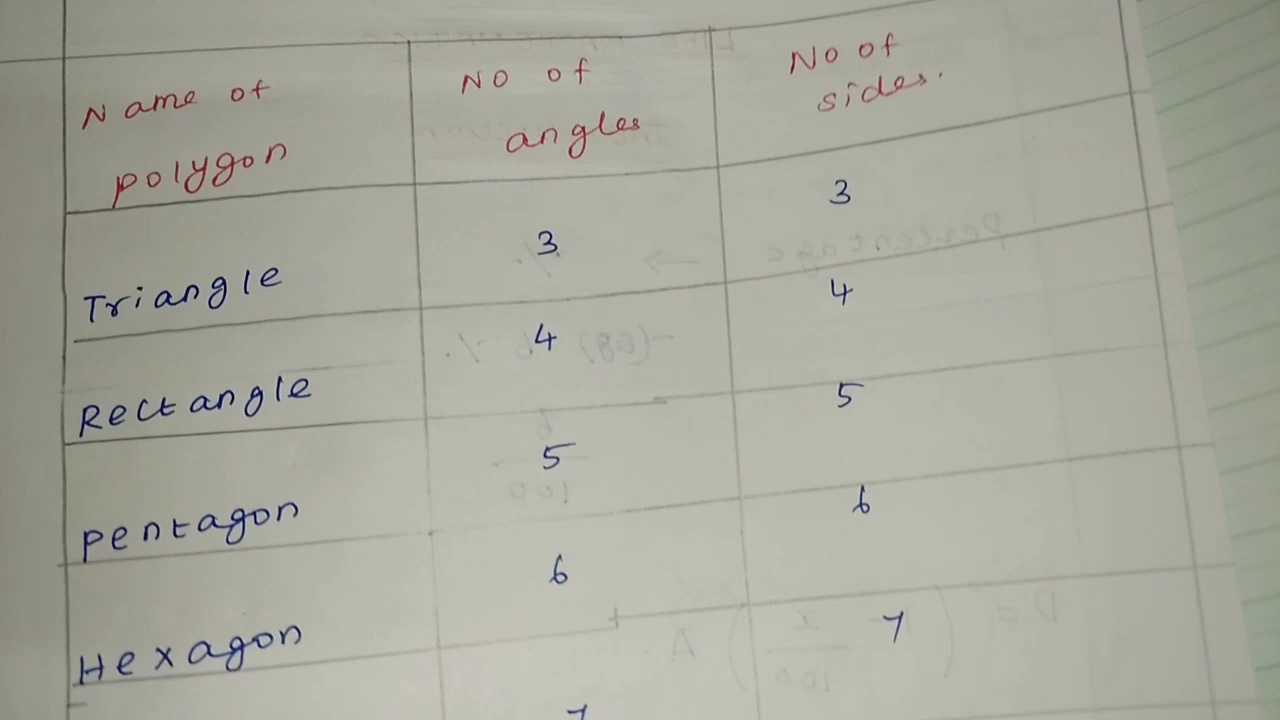 Name of polygon NO of angles NO of sides.
Triangle 3 3
Rectangle 4 4
pentagon 5 5
Hexagon 6 6
7 7